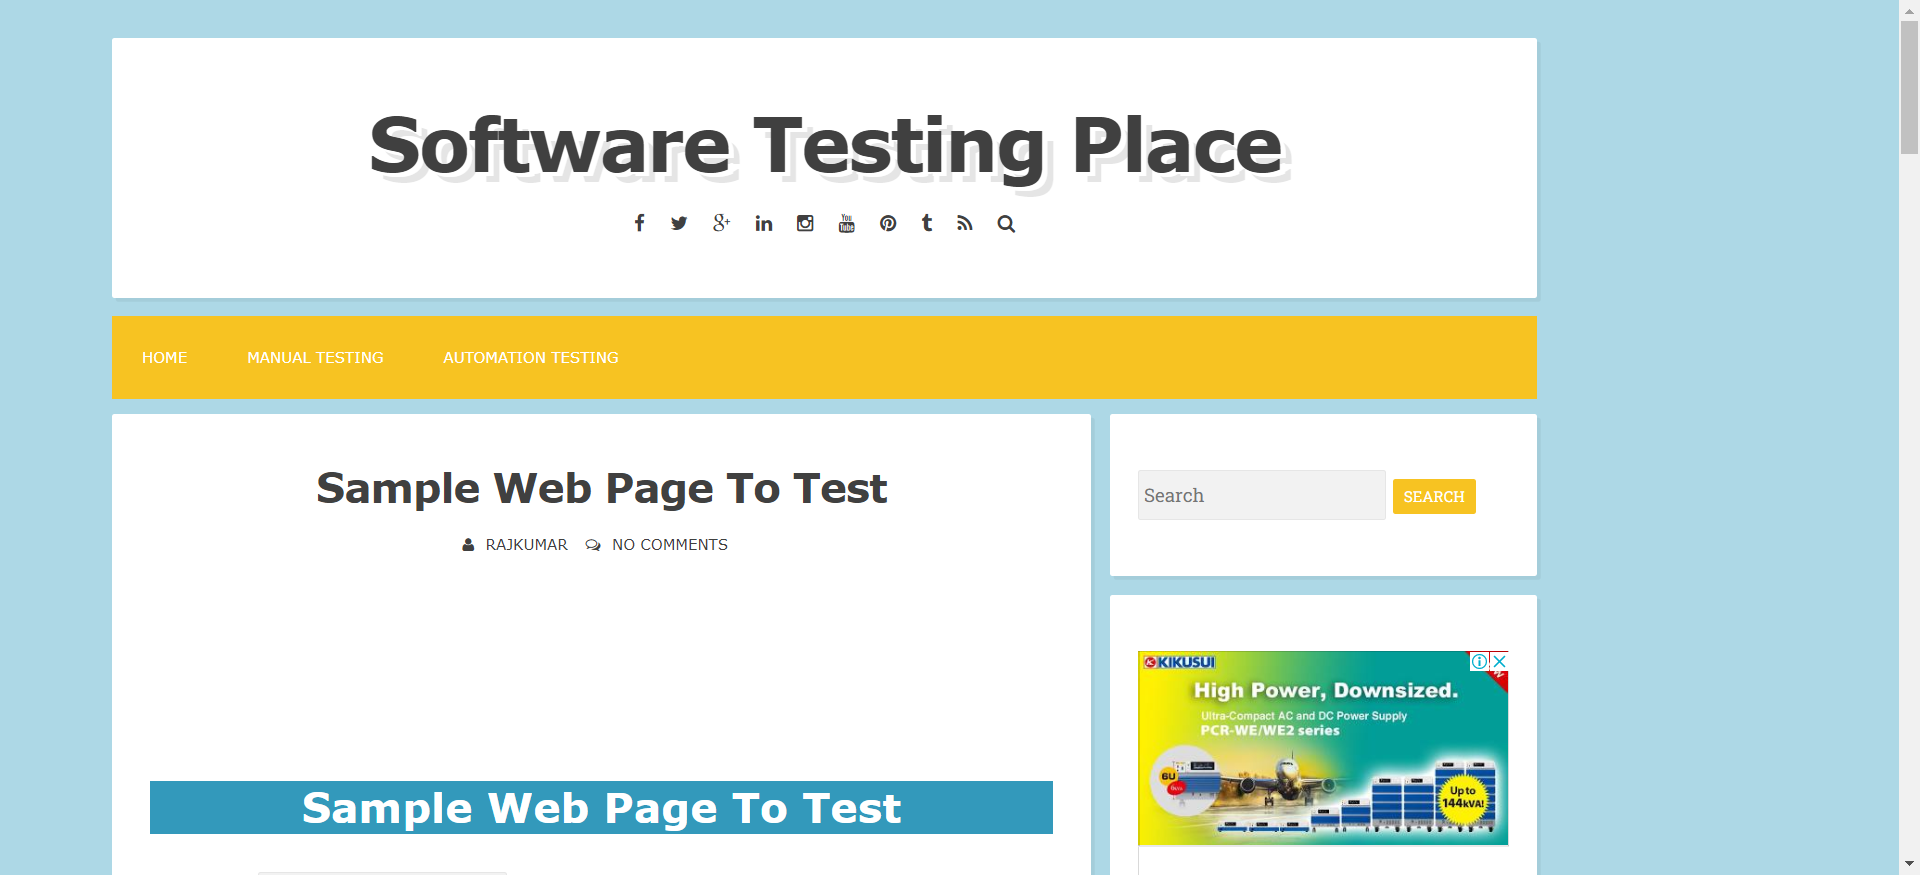 Software Testing Place
HOME MANUAL TESTING AUTOMATION TESTING
Sample Web Page To Test
RAJKUMAR NO COMMENTS
Sample Web Page To Test
Search SEARCH
KIKUSUI
High Power, Downsized.
Ultra-Compact AC and DC Power Supply
PCR-WE/WE2 series
6U
Up to
144kVA!